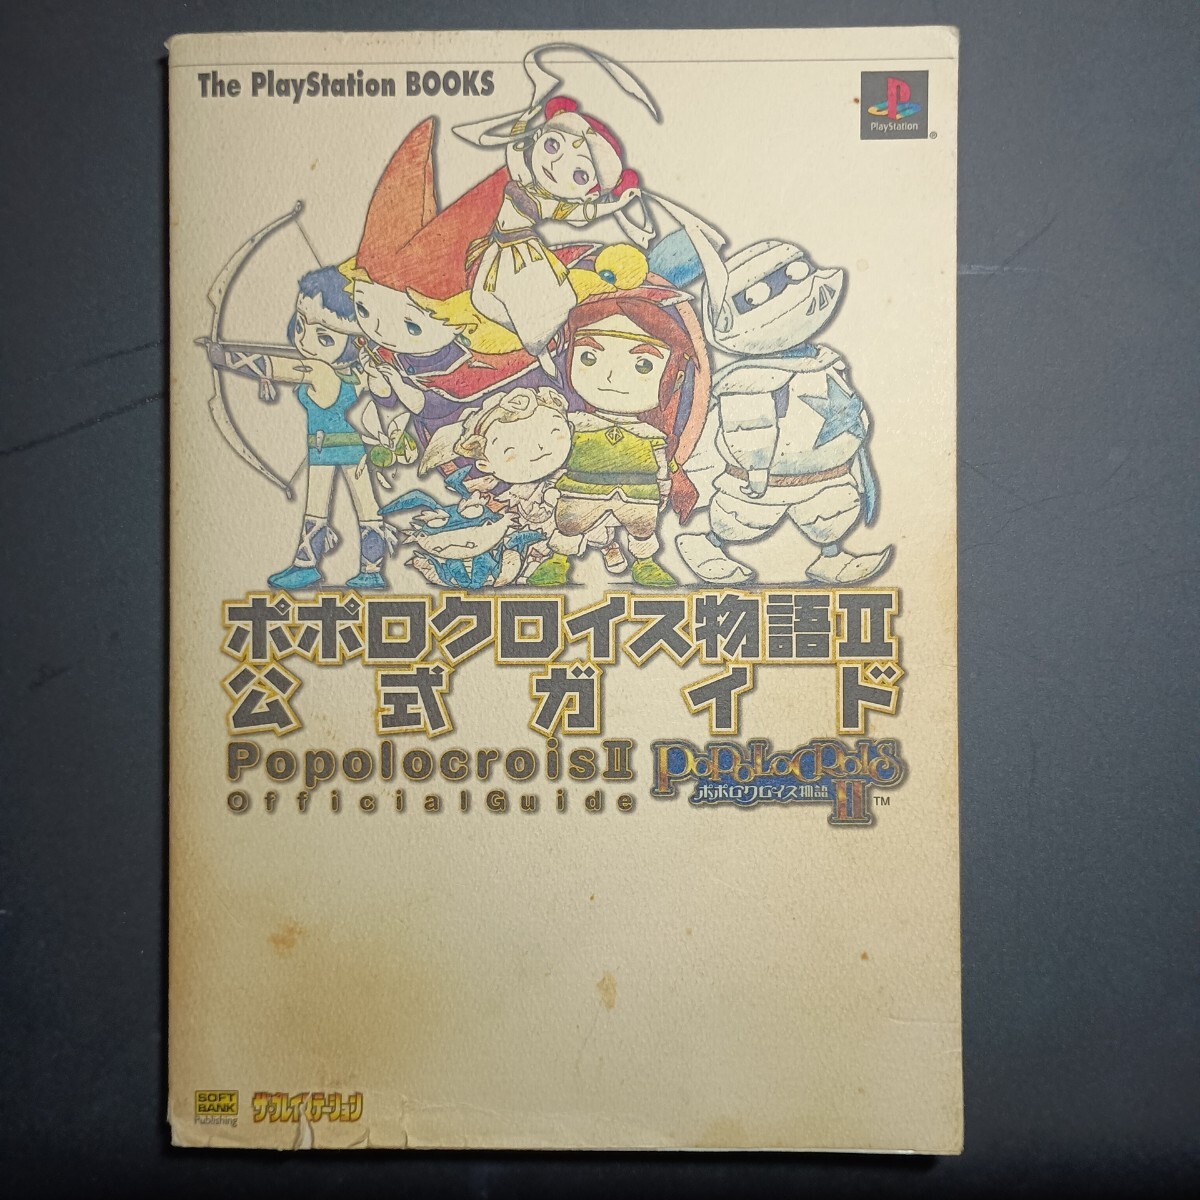 The PlayStation BOOKS
PlayStation
®
ポポロクロイス物語II
公式ガイド
PopolocroisII
OfficialGuide
POPOLOCROIS
ポポロクロイス物語
II
TM
SOFT
BANK
Publishing
ザ・プレイステーション